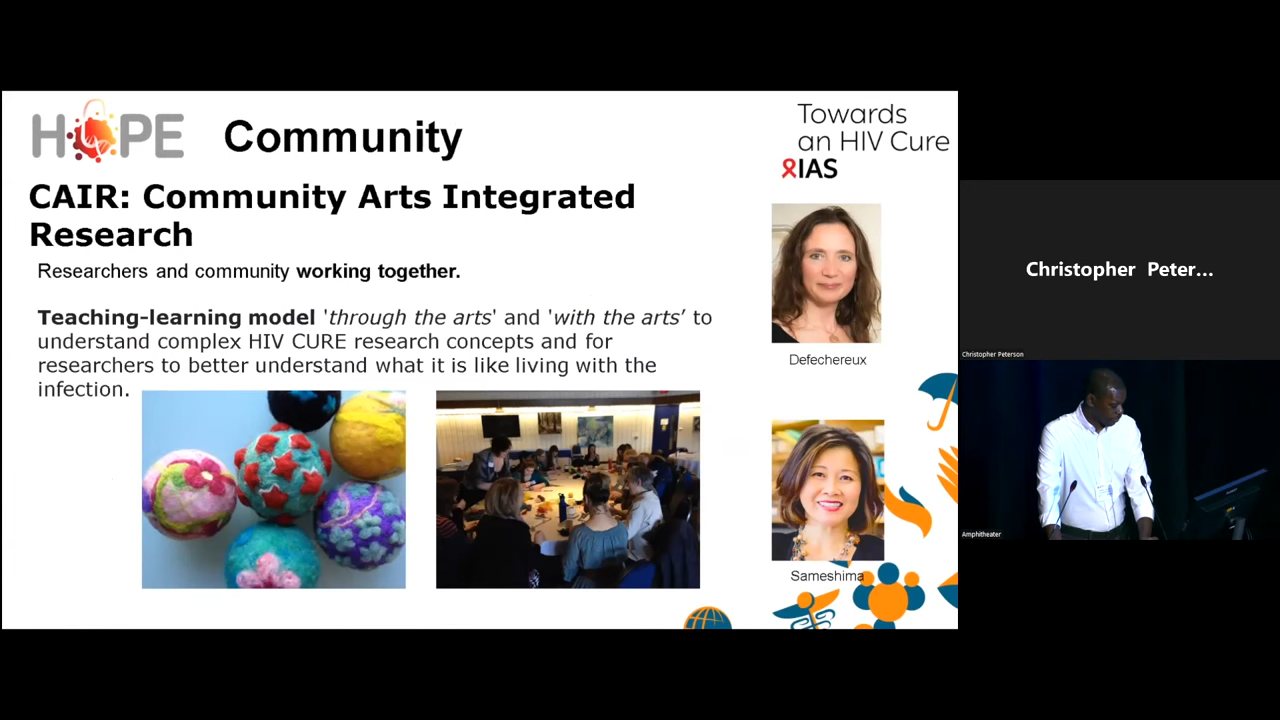 HOPE
Community
Towards
an HIV Cure
IAS
CAIR: Community Arts Integrated
Research
Researchers and community working together.
Teaching-learning model 'through the arts' and 'with the arts’ to
understand complex HIV CURE research concepts and for
researchers to better understand what it is like living with the
infection.
Defechereux
Sameshima
Christopher Peter...
Christopher Peterson
Amphitheater